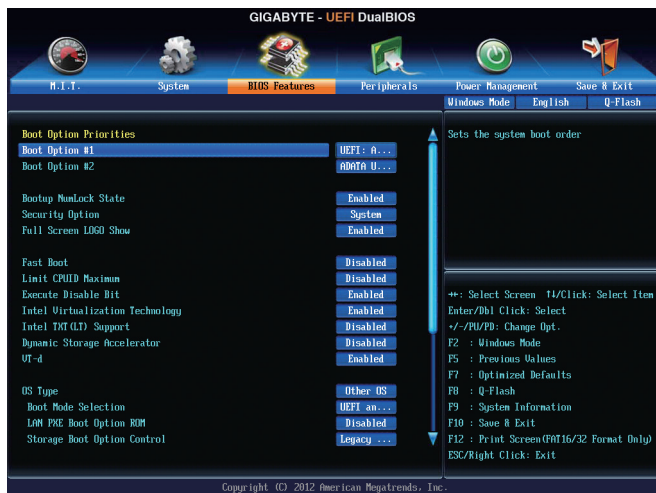 GIGABYTE - UEFI DualBIOS
M.I.T.
System
BIOS Features
Peripherals
Power Management
Save & Exit
Windows Mode
English
Q-Flash
Boot Option Priorities
Boot Option #1 UEFI: A...
Boot Option #2 ADATA U...
Bootup NumLock State Enabled
Security Option System
Full Screen LOGO Show Enabled
Fast Boot Disabled
Limit CPUID Maximum Disabled
Execute Disable Bit Enabled
Intel Virtualization Technology Enabled
Intel TXT(LT) Support Disabled
Dynamic Storage Accelerator Disabled
VT-d Enabled
OS Type Other OS
Boot Mode Selection UEFI an...
LAN PXE Boot Option ROM Disabled
Storage Boot Option Control Legacy ...
Sets the system boot order
→←: Select Screen ↑↓/Click: Select Item
Enter/Dbl Click: Select
+/-/PU/PD: Change Opt.
F2 : Windows Mode
F5 : Previous Values
F7 : Optimized Defaults
F8 : Q-Flash
F9 : System Information
F10 : Save & Exit
F12 : Print Screen(FAT16/32 Format Only)
ESC/Right Click: Exit
Copyright (C) 2012 American Megatrends, Inc.